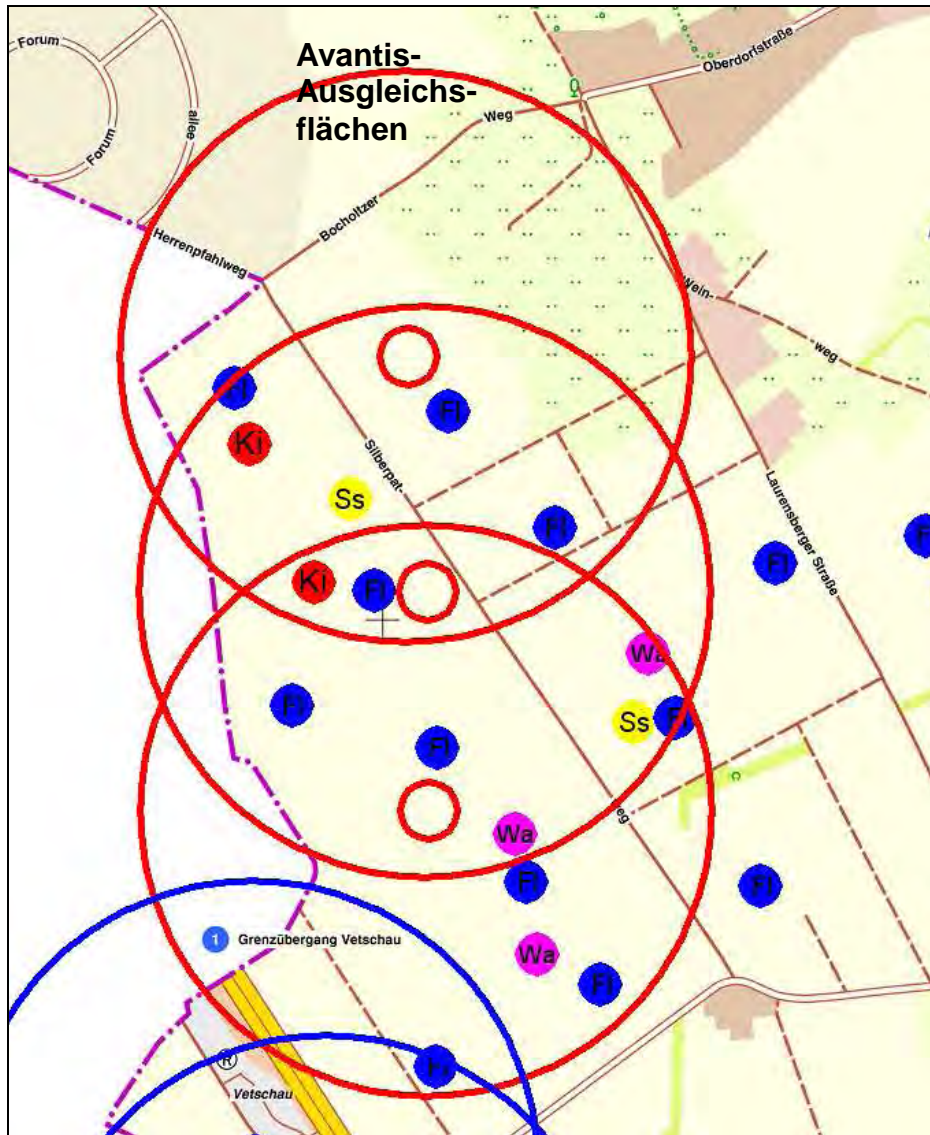 Forum
Avantis-
Ausgleichs-
flächen
Oberdorfstraße
Weg
allee
Forum
Bocholtzer
Herrenpfahlweg
Wein-
weg
Fl
Fl
Ki
Silberpat-
Ss
Fl
Laurensberger Straße
Fl
Ki
Fl
Wa
Fl
Ss
Fl
Fl
weg
Wa
Fl
Fl
1 Grenzübergang Vetschau
Wa
Fl
R
Vetschau